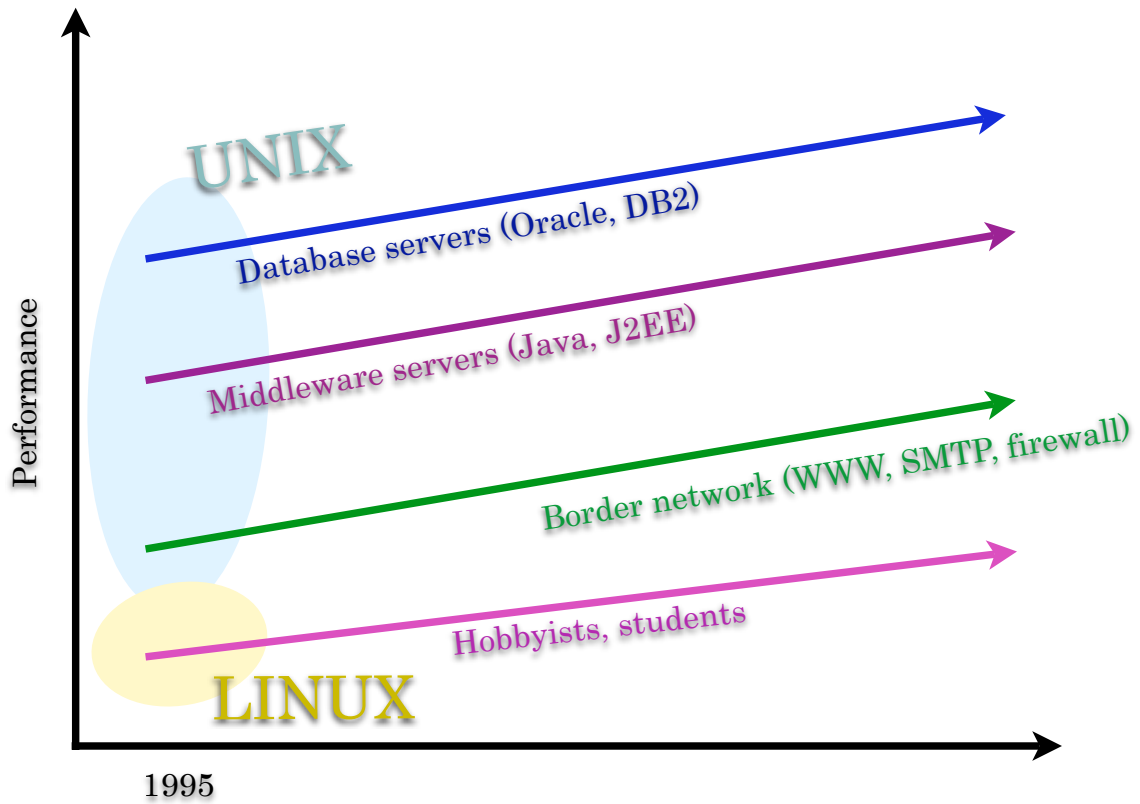 UNIX
Database servers (Oracle, DB2)
Middleware servers (Java, J2EE)
Performance
Border network (WWW, SMTP, firewall)
Hobbyists, students
LINUX
1995